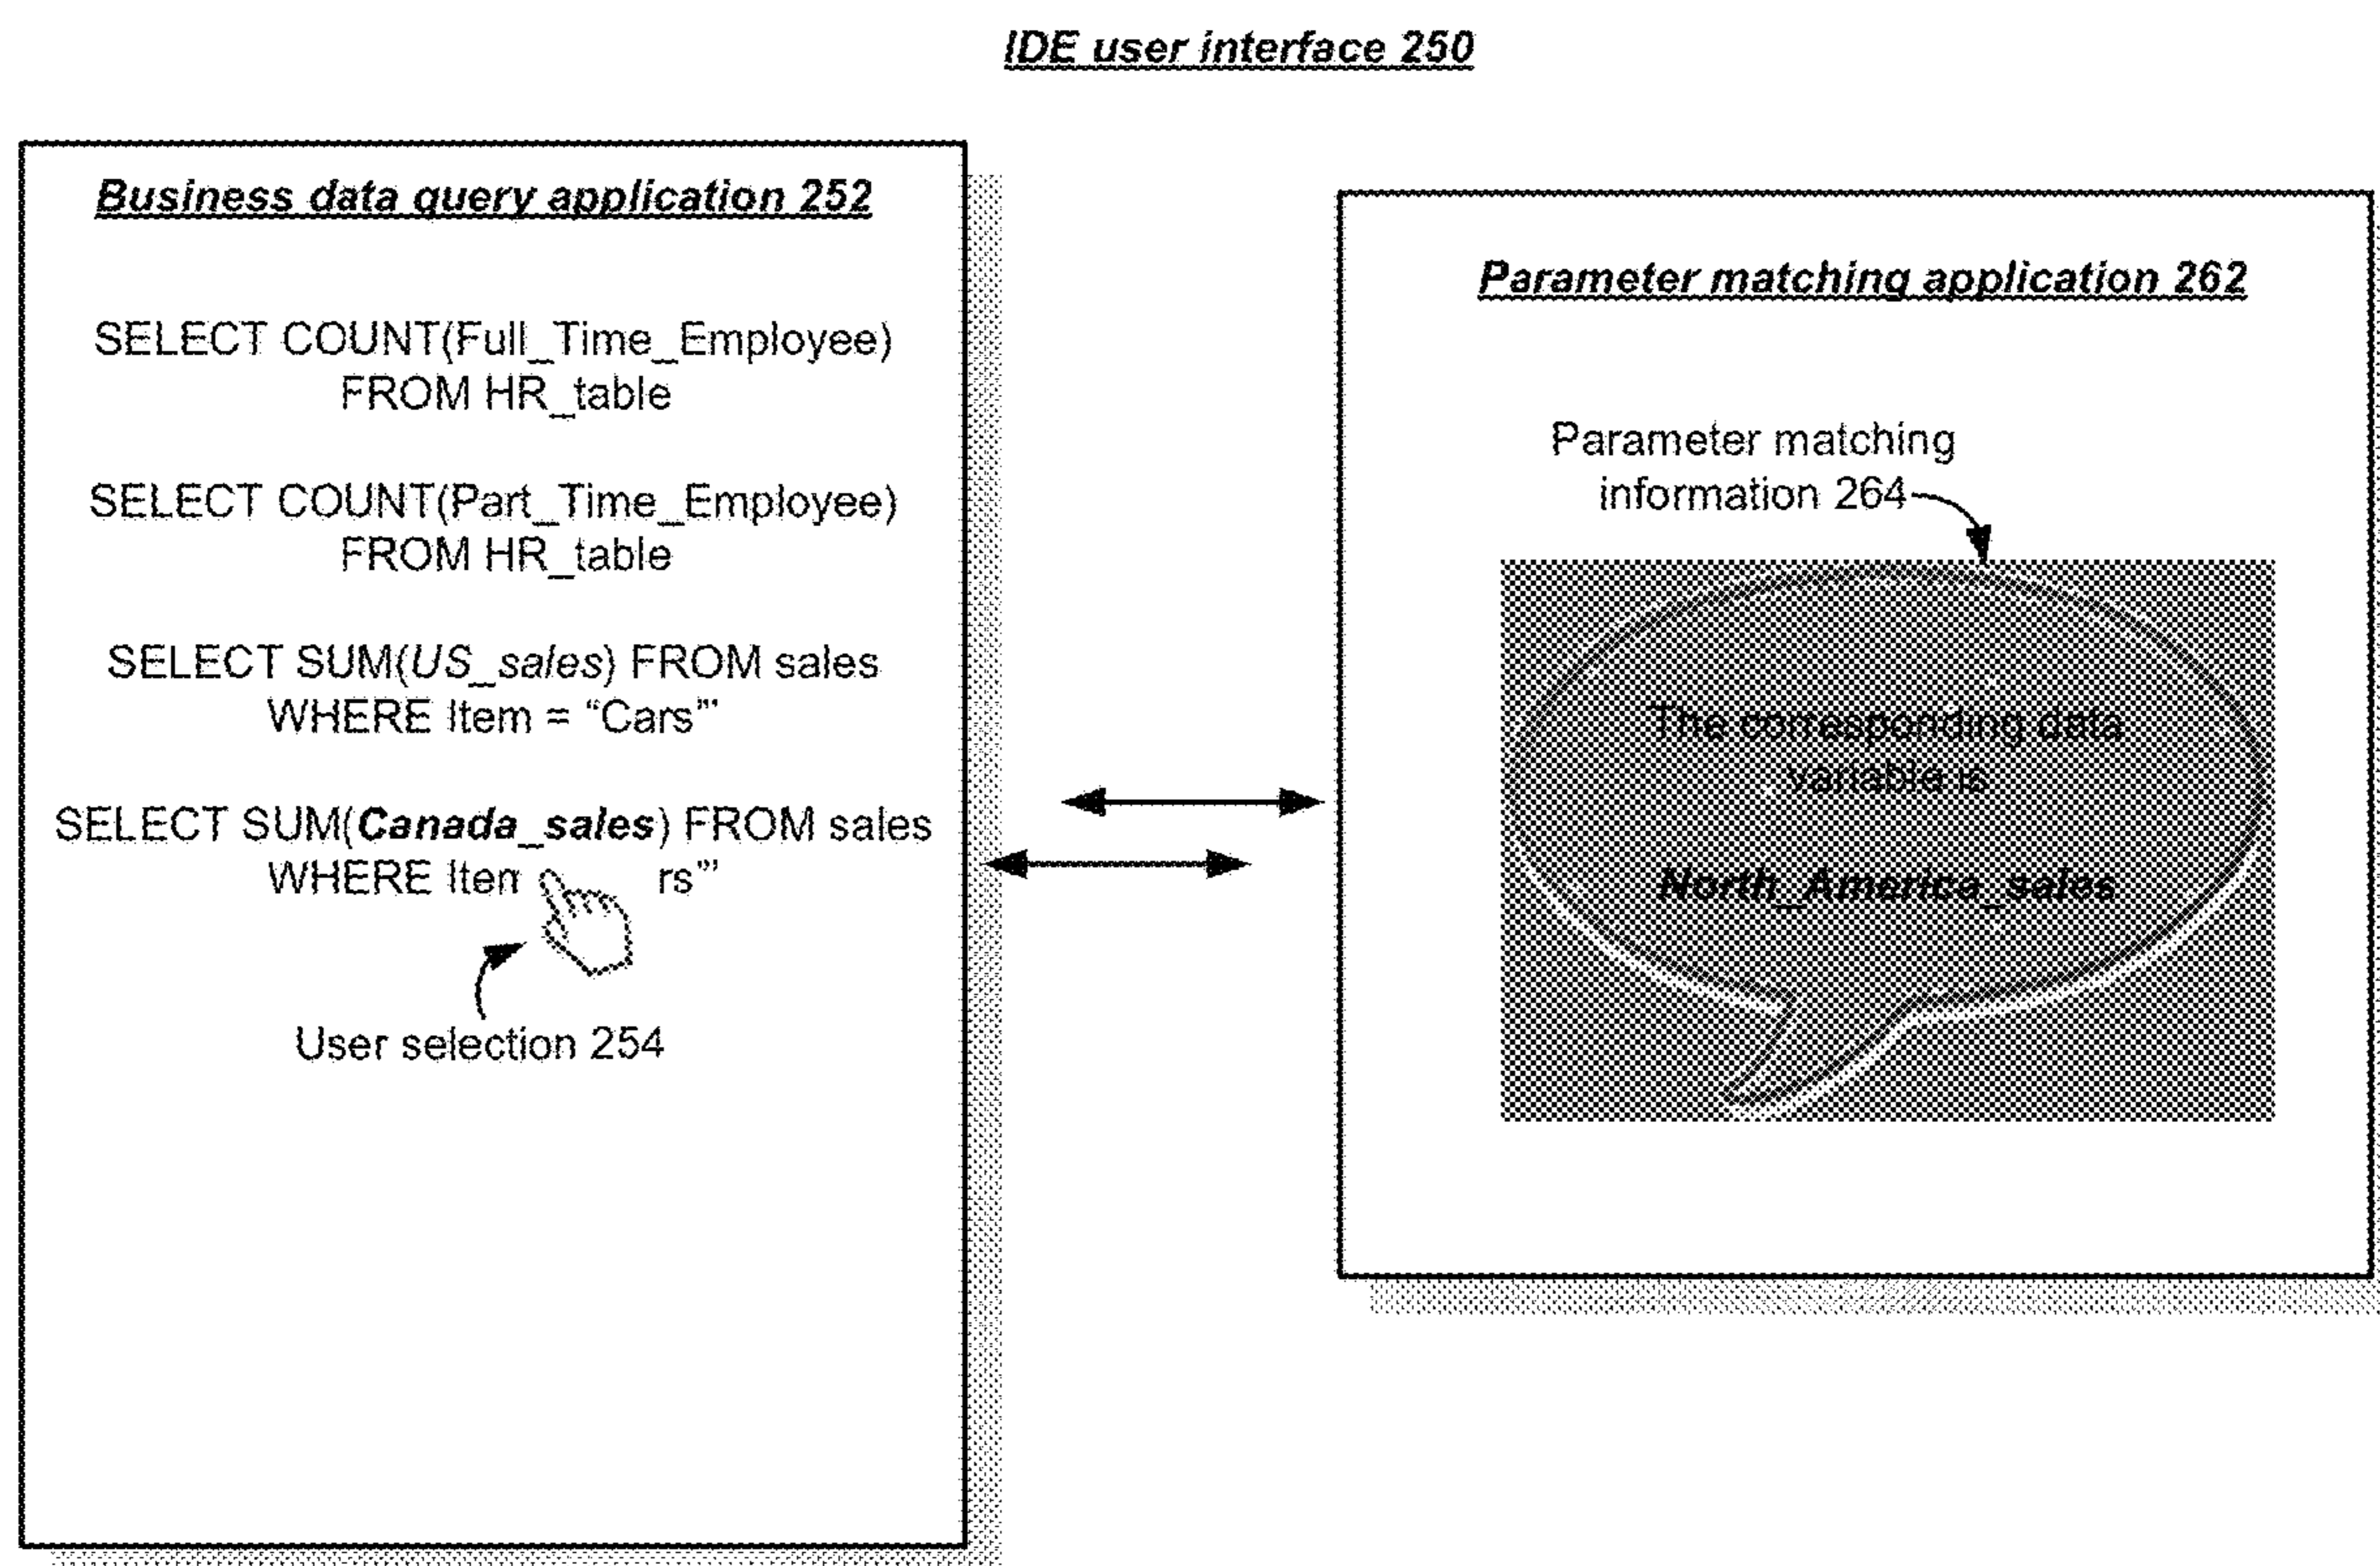 IDE user interface 250
Business data query application 252
SELECT COUNT(Full_Time_Employee)
FROM HR_table
SELECT COUNT(Part_Time_Employee)
FROM HR_table
SELECT SUM(US_sales) FROM sales
WHERE Item = “Cars”'
SELECT SUM(Canada_sales) FROM sales
WHERE Iten rs”'
User selection 254
Parameter matching application 262
Parameter matching
information 264
The corresponding data
variable is
North_America_sales